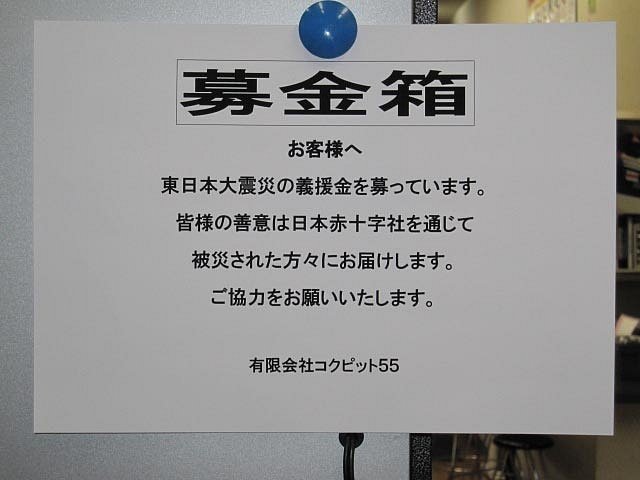 募金箱
お客様へ
東日本大震災の義援金を募っています。
皆様の善意は日本赤十字社を通じて
被災された方々にお届けします。
ご協力をお願いいたします。
有限会社コクピット55